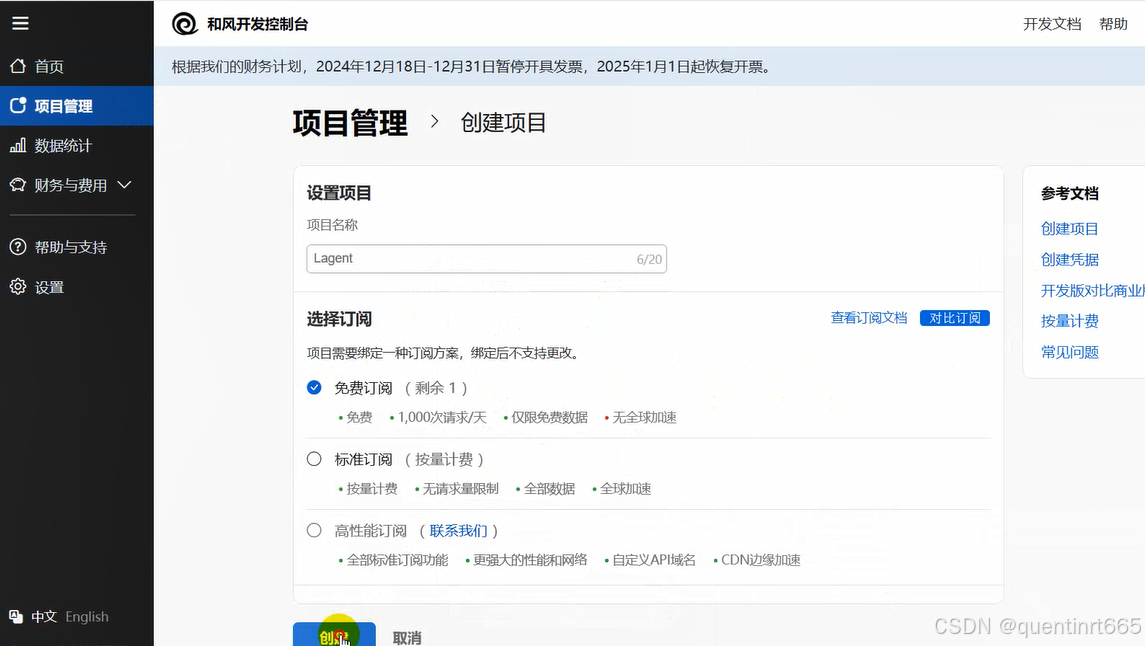 和风开发控制台
开发文档 帮助
首页
项目管理
数据统计
财务与费用
帮助与支持
设置
中文 English
根据我们的财务计划，2024年12月18日-12月31日暂停开具发票，2025年1月1日起恢复开票。
项目管理 > 创建项目
设置项目
项目名称
Lagent 6/20
选择订阅
查看订阅文档 对比订阅
项目需要绑定一种订阅方案，绑定后不支持更改。
免费订阅 （剩余 1）
•免费 •1,000次请求/天 •仅限免费数据 •无全球加速
标准订阅 （按量计费）
•按量计费 •无请求量限制 •全部数据 •全球加速
高性能订阅 （联系我们）
•全部标准订阅功能 •更强大的性能和网络 •自定义API域名 •CDN边缘加速
创建 取消
参考文档
创建项目
创建凭据
开发版对比商业版
按量计费
常见问题
CSDN @quentinrt665